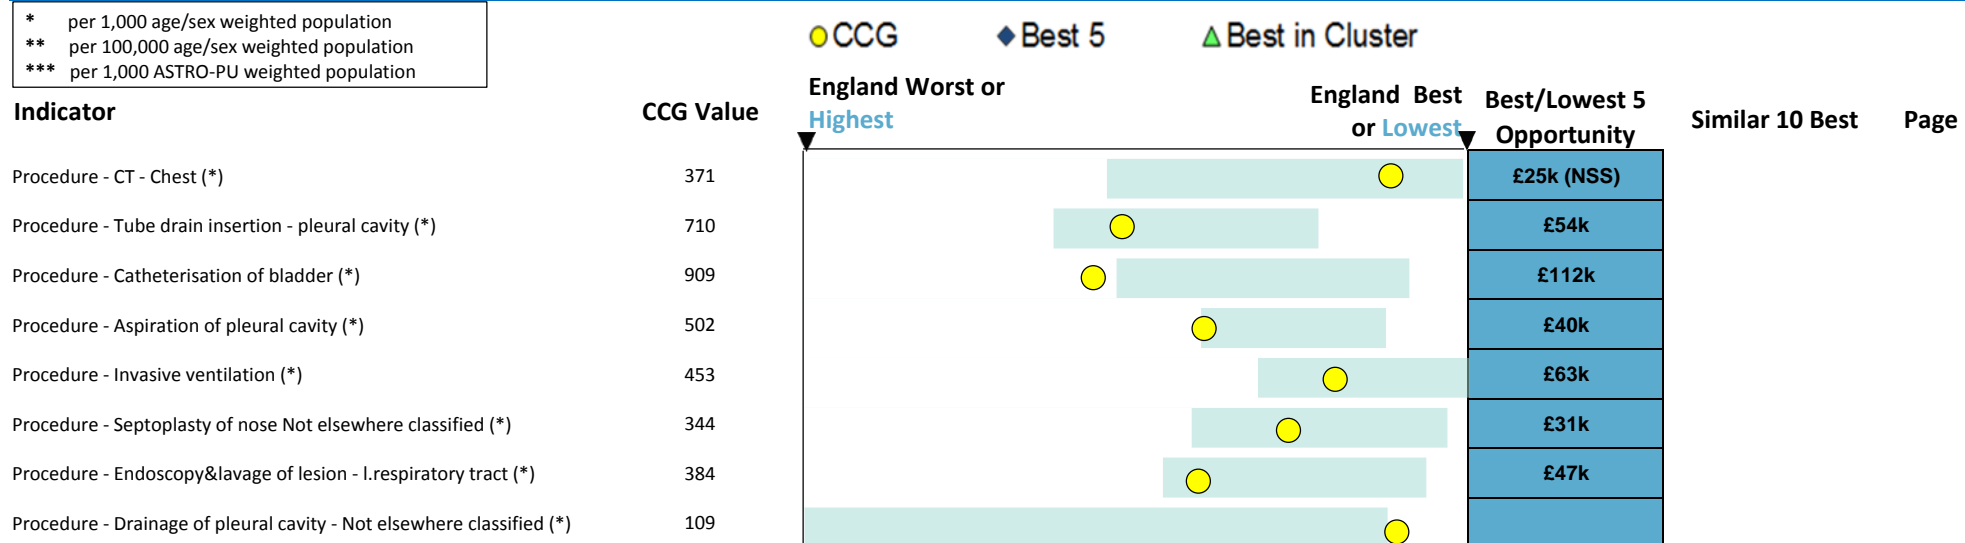 * per 1,000 age/sex weighted population
** per 100,000 age/sex weighted population
*** per 1,000 ASTRO-PU weighted population
CCG Best 5 Best in Cluster
Indicator CCG Value England Worst or Highest England Best or Lowest Best/Lowest 5 Opportunity Similar 10 Best Page
Procedure - CT - Chest (*) 371 £25k (NSS)
Procedure - Tube drain insertion - pleural cavity (*) 710 £54k
Procedure - Catheterisation of bladder (*) 909 £112k
Procedure - Aspiration of pleural cavity (*) 502 £40k
Procedure - Invasive ventilation (*) 453 £63k
Procedure - Septoplasty of nose Not elsewhere classified (*) 344 £31k
Procedure - Endoscopy&lavage of lesion - l.respiratory tract (*) 384 £47k
Procedure - Drainage of pleural cavity - Not elsewhere classified (*) 109